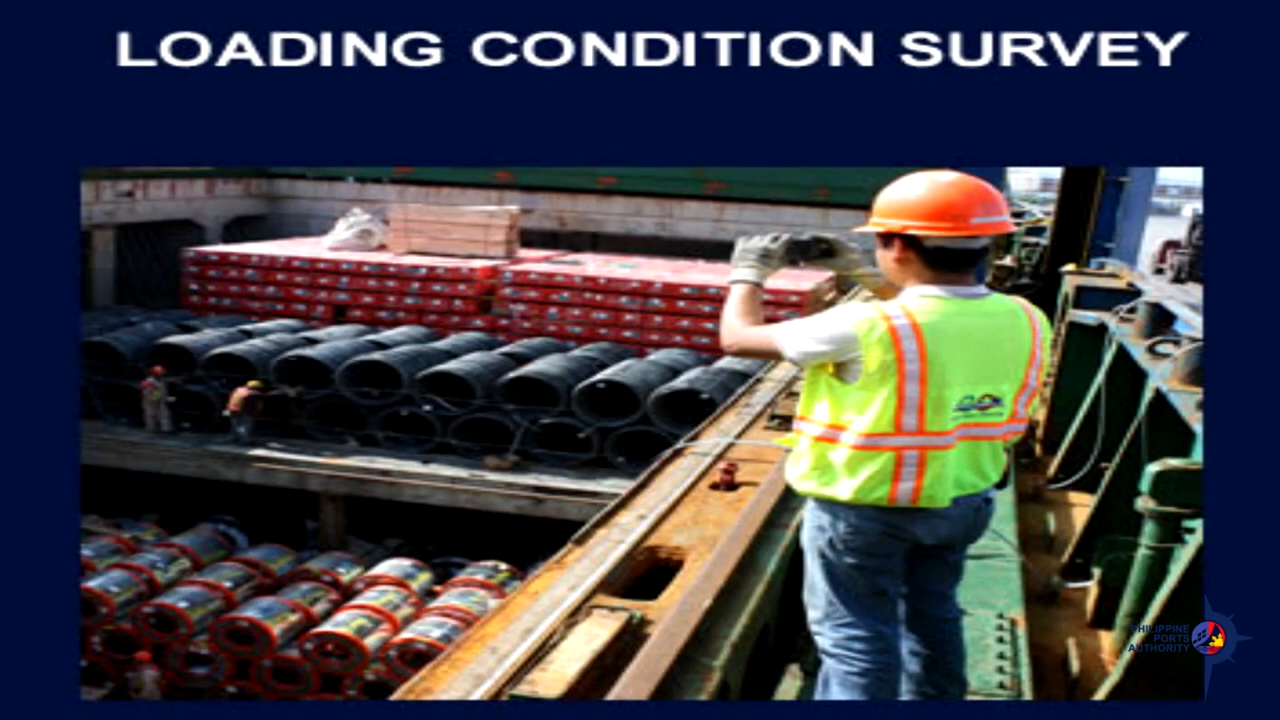 LOADING CONDITION SURVEY
PHILIPPINE
PORTS
AUTHORITY